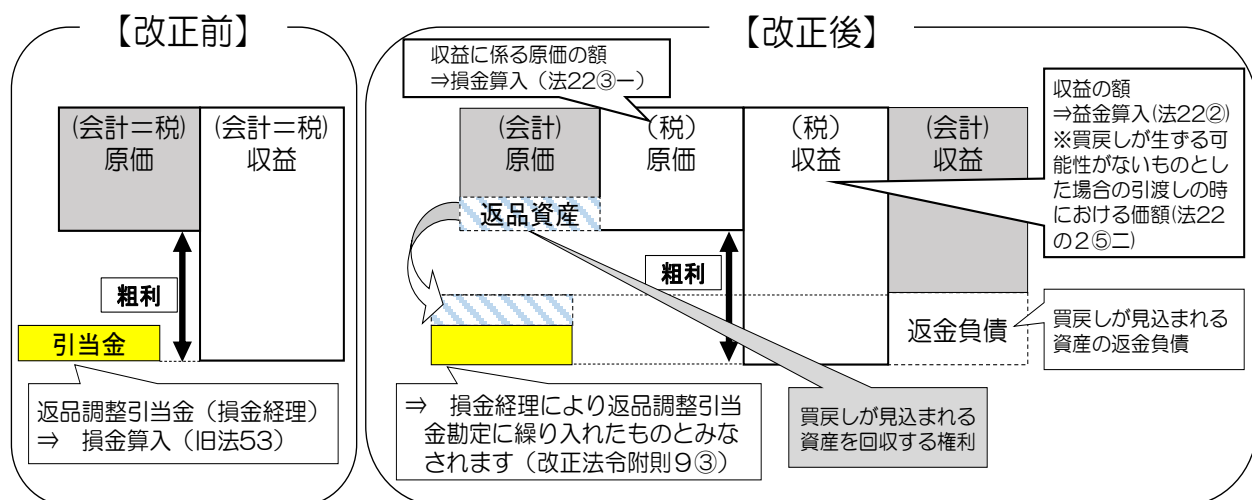 【改正前】
(会計＝税)
原価
(会計＝税)
収益
粗利
引当金
返品調整引当金（損金経理）
⇒　損金算入（旧法53）
【改正後】
収益に係る原価の額
⇒損金算入（法22③一）
(会計)
原価
（税）
原価
（税）
収益
(会計)
収益
収益の額
⇒益金算入(法22②)
※買戻しが生ずる可
能性がないものとし
た場合の引渡しの時
における価額(法22
の2⑤二)
返品資産
粗利
返金負債
買戻しが見込まれる
資産の返金負債
⇒　損金経理により返品調整引当
金勘定に繰り入れたものとみな
されます（改正法令附則９③）
買戻しが見込まれる
資産を回収する権利